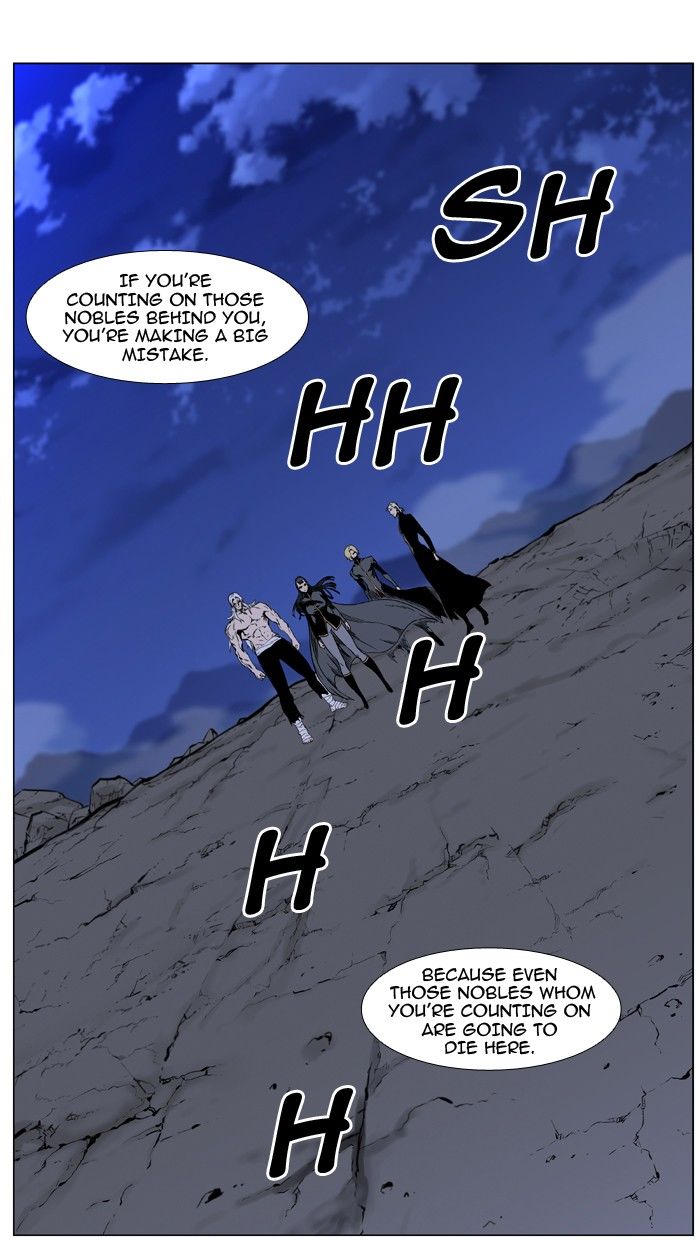 SH
IF YOU'RE
COUNTING ON THOSE
NOBLES BEHIND YOU,
YOU'RE MAKING A BIG
MISTAKE.
HH
H
H
BECAUSE EVEN
THOSE NOBLES WHOM
YOU'RE COUNTING ON
ARE GOING TO
DIE HERE.
H